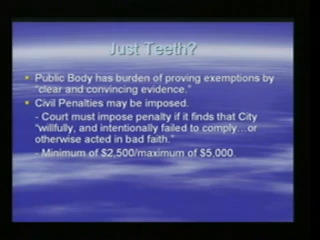 Just Teeth?
Public Body has burden of proving exemptions by
"clear and convincing evidence."
Civil Penalties may be imposed.
- Court must impose penalty if it finds that City
"willfully, and intentionally failed to comply…or
otherwise acted in bad faith."
- Minimum of $2,500/maximum of $5,000.